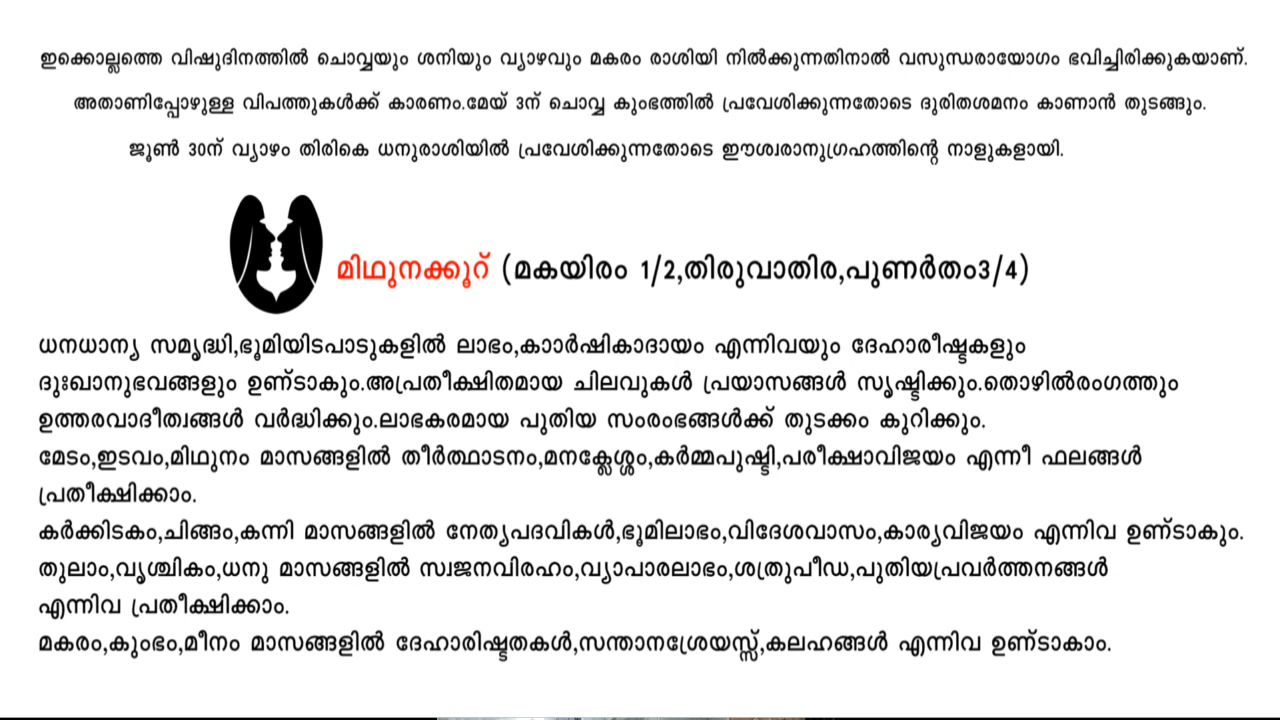 ഇക്കൊല്ലത്തെ വിഷുദിനത്തിൽ ചൊവ്വയും ശനിയും വ്യാഴവും മകരം രാശിയി നിൽക്കുന്നതിനാൽ വസുന്ധരായോഗം ഭവിച്ചിരിക്കുകയാണ്.
അതാണിപ്പോഴുള്ള വിപത്തുകൾക്ക് കാരണം.മേയ് 3ന് ചൊവ്വ കുംഭത്തിൽ പ്രവേശിക്കുന്നതോടെ ദുരിതശമനം കാണാൻ തുടങ്ങും.
ജൂൺ 30ന് വ്യാഴം തിരികെ ധനുരാശിയിൽ പ്രവേശിക്കുന്നതോടെ ഈശ്വരാനുഗ്രഹത്തിന്റെ നാളുകളായി.
മിഥുനക്കൂറ് (മകയിരം 1/2,തിരുവാതിര,പുണർതം3/4)
ധനധാന്യ സമൃദ്ധി,ഭൂമിയിടപാടുകളിൽ ലാഭം,കാാർഷികാദായം എന്നിവയും ദേഹാരീഷ്ടകളും
ദുഃഖാനുഭവങ്ങളും ഉണ്ടാകും.അപ്രതീക്ഷിതമായ ചിലവുകൾ പ്രയാസങ്ങൾ സൃഷ്ടിക്കും.തൊഴിൽരംഗത്തും
ഉത്തരവാദീത്വങ്ങൾ വർദ്ധിക്കും.ലാഭകരമായ പുതിയ സംരംഭങ്ങൾക്ക് തുടക്കം കുറിക്കും.
മേടം,ഇടവം,മിഥുനം മാസങ്ങളിൽ തീർത്ഥാടനം,മനക്ലേശ്ശം,കർമ്മപുഷ്ടി,പരീക്ഷാവിജയം എന്നീ ഫലങ്ങൾ
പ്രതീക്ഷിക്കാം.
കർക്കിടകം,ചിങ്ങം,കന്നി മാസങ്ങളിൽ നേതൃപദവികൾ,ഭൂമിലാഭം,വിദേശവാസം,കാര്യവിജയം എന്നിവ ഉണ്ടാകും.
തുലാം,വൃശ്ചികം,ധനു മാസങ്ങളിൽ സ്വജനവിരഹം,വ്യാപാരലാഭം,ശത്രുപീഡ,പുതിയപ്രവർത്തനങ്ങൾ
എന്നിവ പ്രതീക്ഷിക്കാം.
മകരം,കുംഭം,മീനം മാസങ്ങളിൽ ദേഹാരിഷ്ടതകൾ,സന്താനശ്രേയസ്സ്,കലഹങ്ങൾ എന്നിവ ഉണ്ടാകാം.